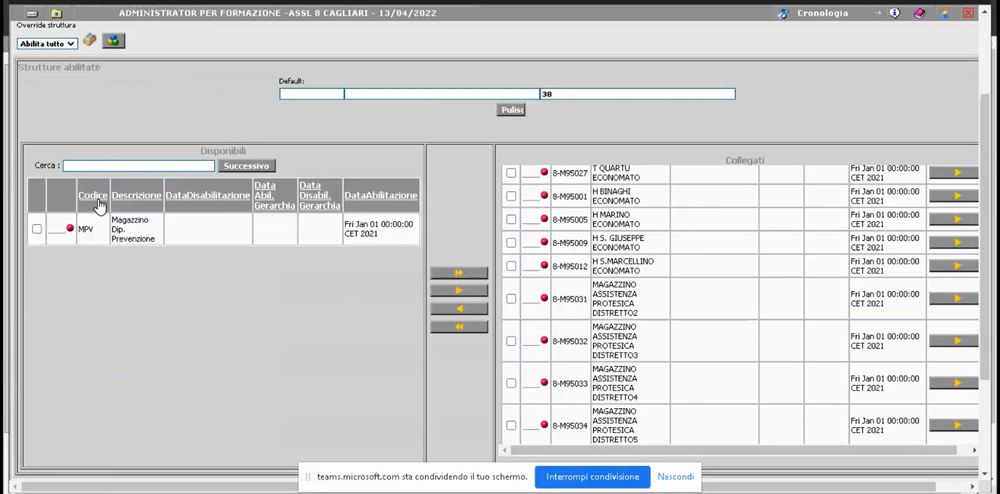 ADMINISTRATOR PER FORMAZIONE -ASSL 8 CAGLIARI - 13/04/2022
Cronologia
Override struttura
Abilita tutto
Strutture abilitate
Default:
38
Pulisc
Disponibili
Cerca :
Successivo
Codice
Descrizione
DataDisabilitazione
Data
Abil.
Gerarchia
Data
Disabil.
Gerarchia
DataAbilitazione
MPV
Magazzino
Dip.
Prevenzione
Fri Jan 01 00:00:00
CET 2021
Collegati
8-M95027
T QUARTU
ECONOMATO
Fri Jan 01 00:00:00
CET 2021
8-M95001
H BINAGHI
ECONOMATO
Fri Jan 01 00:00:00
CET 2021
8-M95005
H MARINO
ECONOMATO
Fri Jan 01 00:00:00
CET 2021
8-M95009
H S. GIUSEPPE
ECONOMATO
Fri Jan 01 00:00:00
CET 2021
8-M95012
H S.MARCELLINO
ECONOMATO
Fri Jan 01 00:00:00
CET 2021
8-M95031
MAGAZZINO
ASSISTENZA
PROTESICA
DISTRETTO2
Fri Jan 01 00:00:00
CET 2021
8-M95032
MAGAZZINO
ASSISTENZA
PROTESICA
DISTRETTO3
Fri Jan 01 00:00:00
CET 2021
8-M95033
MAGAZZINO
ASSISTENZA
PROTESICA
DISTRETTO4
Fri Jan 01 00:00:00
CET 2021
8-M95034
MAGAZZINO
ASSISTENZA
PROTESICA
DISTRETTO5
Fri Jan 01 00:00:00
CET 2021
teams.microsoft.com sta condividendo il tuo schermo.
Interrompi condivisione
Nascondi